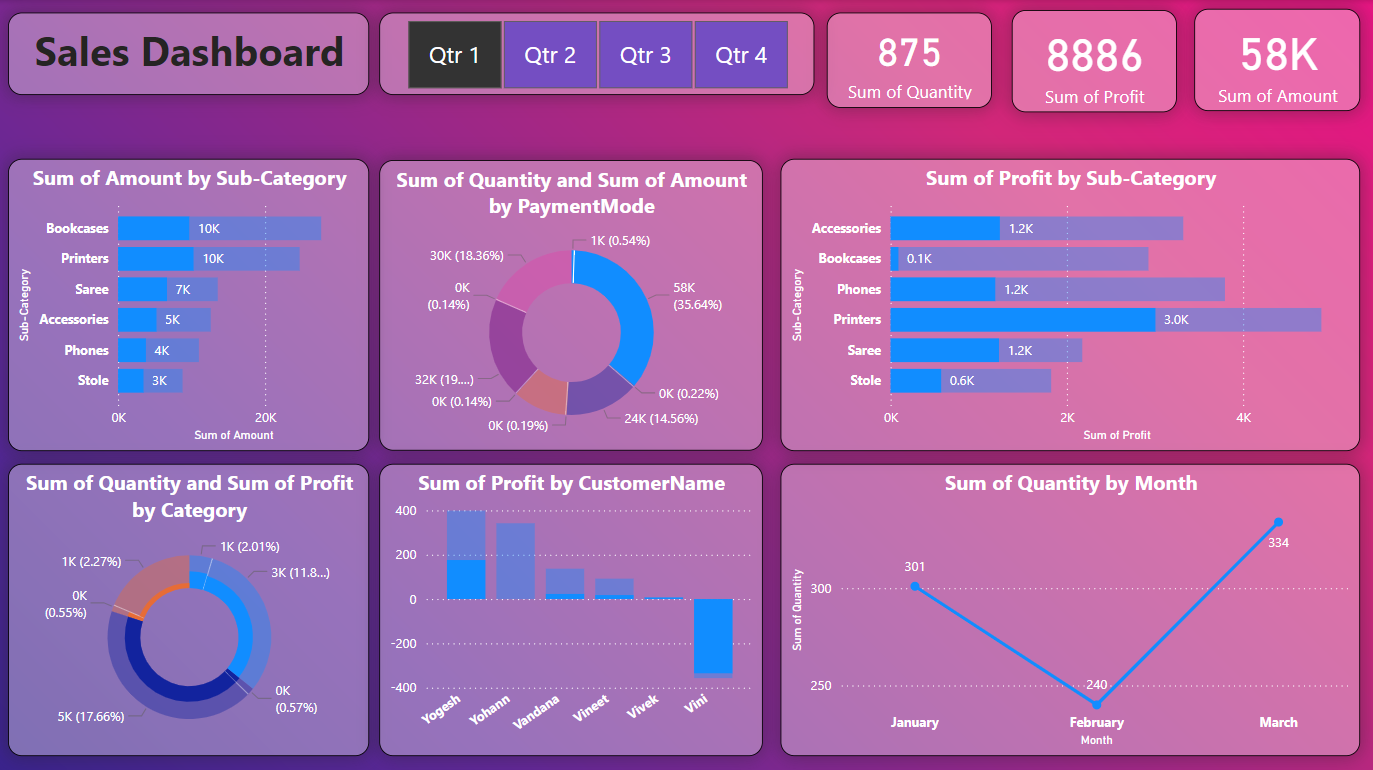 Sales Dashboard
Qtr 1
Qtr 2
Qtr 3
Qtr 4
875
Sum of Quantity
8886
Sum of Profit
58K
Sum of Amount
Sum of Amount by Sub-Category
Sub-Category
Bookcases
10K
Printers
10K
Saree
7K
Accessories
5K
Phones
4K
Stole
3K
0K
20K
Sum of Amount
Sum of Quantity and Sum of Amount
by PaymentMode
1K (0.54%)
58K
(35.64%)
0K (0.22%)
24K (14.56%)
0K (0.19%)
0K (0.14%)
32K (19....)
0K
(0.14%)
30K (18.36%)
Sum of Profit by Sub-Category
Sub-Category
Accessories
1.2K
Bookcases
0.1K
Phones
1.2K
Printers
3.0K
Saree
1.2K
Stole
0.6K
0K
2K
4K
Sum of Profit
Sum of Quantity and Sum of Profit
by Category
1K (2.01%)
3K (11.8...)
0K
(0.57%)
5K (17.66%)
0K
(0.55%)
1K (2.27%)
Sum of Profit by CustomerName
400
200
0
-200
-400
Yogesh
Yohann
Vandana
Vineet
Vivek
Vini
Sum of Quantity by Month
Sum of Quantity
300
250
301
240
334
January
February
March
Month